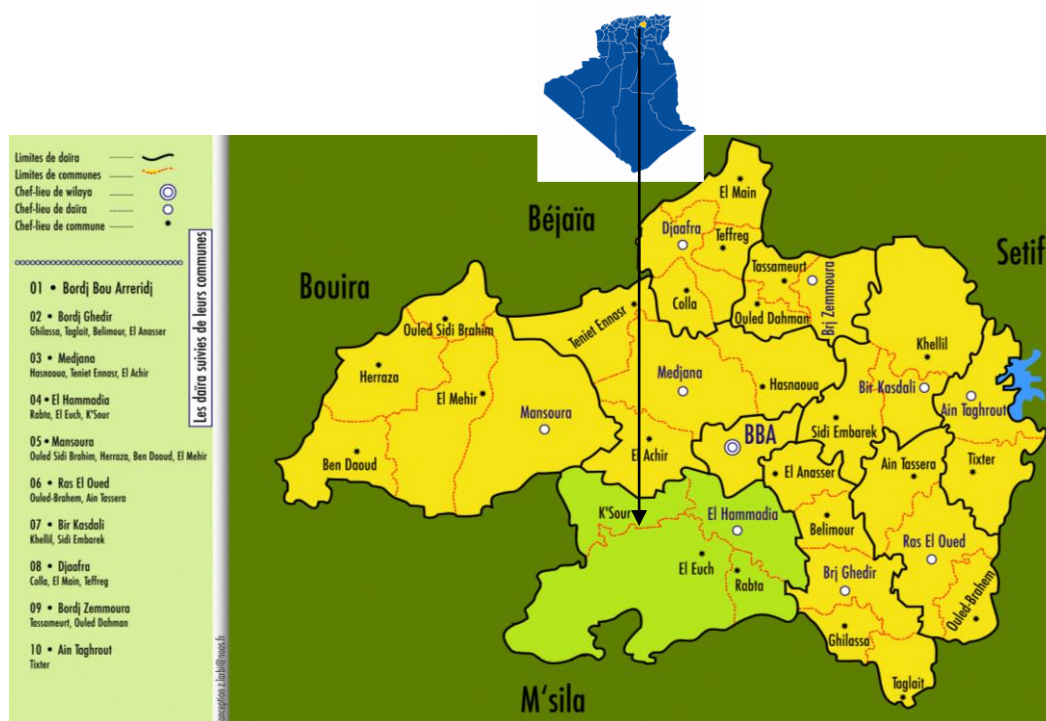 Limites de daïra
Limites de communes
Chef-lieu de wilaya
Chef-lieu de daïra
Chef-lieu de commune
Les daïra suivies de leurs communes
01 • Bordj Bou Arreridj
02 • Bordj Ghedir
Ghilassa, Taglait, Belimour, El Anasser
03 • Medjana
Hasnaoua, Teniet Ennasr, El Achir
04 • El Hammadia
Rabta, El Euch, K'Sour
05 • Mansoura
Ouled Sidi Brahim, Herraza, Ben Daoud, El Mehir
06 • Ras El Oued
Ouled-Brahem, Ain Tassera
07 • Bir Kasdali
Khellil, Sidi Embarek
08 • Djaafra
Colla, El Main, Teffreg
09 • Bordj Zemmoura
Tassameurt, Ouled Dahman
10 • Ain Taghrout
Tixter
z.larbi@noos.fr
Béjaïa
Setif
Bouira
M'sila
El Main
Djaafra
Teffreg
Tassameurt
Colla
Ouled Dahman
Brj Zemmoura
Teniet Ennasr
Ouled Sidi Brahim
Khellil
Herraza
Medjana
Hasnaoua
Bir Kasdali
El Mehir
Mansoura
Ain Taghrout
Sidi Embarek
BBA
Ben Daoud
El Achir
El Anasser
Ain Tassera
Tixter
K'Sour
El Hammadia
Belimour
Ras El Oued
El Euch
Rabta
Brj Ghedir
Ouled-Brahem
Ghilassa
Taglait